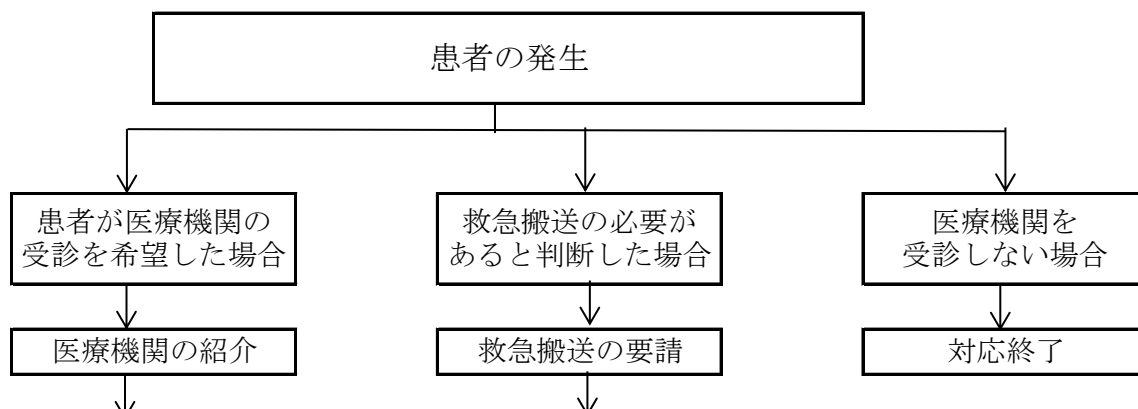 患者の発生
患者が医療機関の
受診を希望した場合
救急搬送の必要が
あると判断した場合
医療機関を
受診しない場合
医療機関の紹介
救急搬送の要請
対応終了